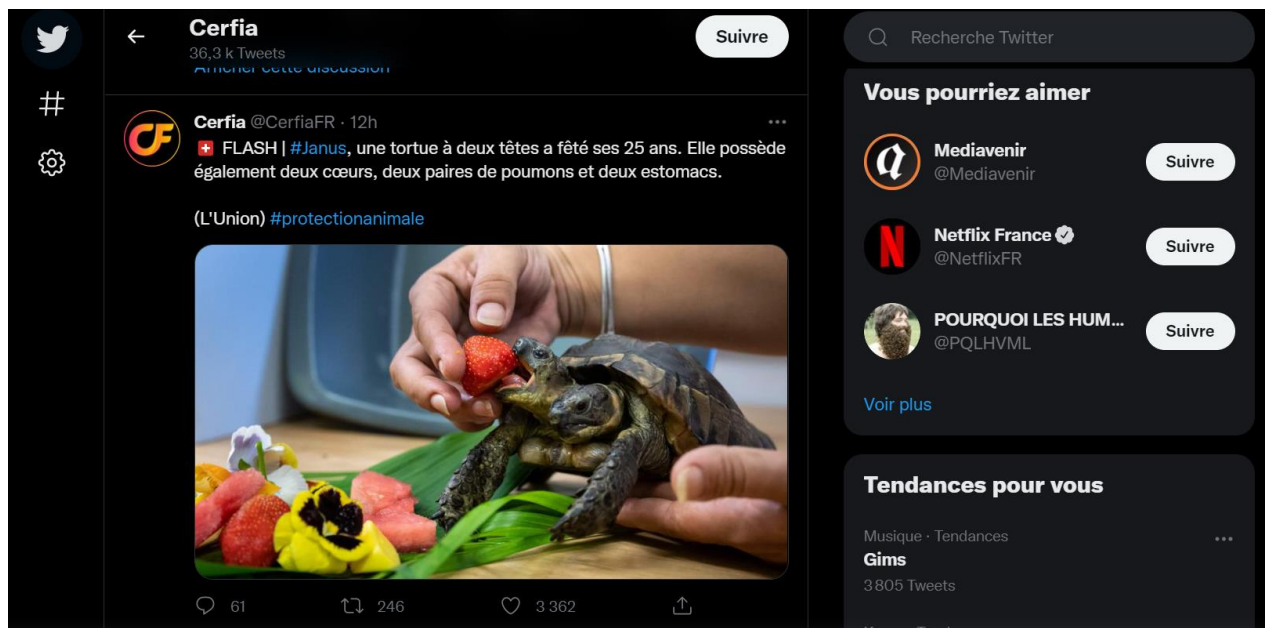 Cerfia
36,3 k Tweets
Suivre
Afficher cette discussion
Cerfia @CerfiaFR · 12h
FLASH | #Janus, une tortue à deux têtes a fêté ses 25 ans. Elle possède
également deux cœurs, deux paires de poumons et deux estomacs.
(L'Union) #protectionanimale
61 246 3 362
Recherche Twitter
Vous pourriez aimer
Mediavenir
@Mediavenir
Suivre
Netflix France
@NetflixFR
Suivre
POURQUOI LES HUM...
@PQLHVML
Suivre
Voir plus
Tendances pour vous
Musique · Tendances
Gims
3 805 Tweets